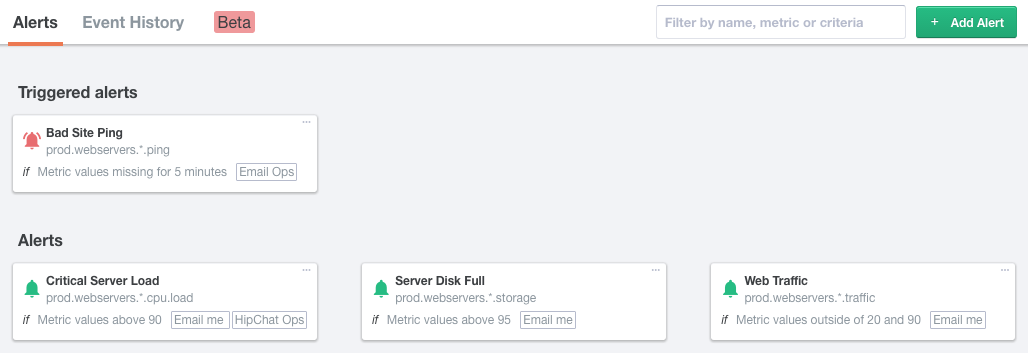 Alerts Event History Beta Filter by name, metric or criteria + Add Alert
Triggered alerts
...
Bad Site Ping
prod.webservers.*.ping
if Metric values missing for 5 minutes Email Ops
Alerts
...
Critical Server Load
prod.webservers.*.cpu.load
if Metric values above 90 Email me HipChat Ops
...
Server Disk Full
prod.webservers.*.storage
if Metric values above 95 Email me
...
Web Traffic
prod.webservers.*.traffic
if Metric values outside of 20 and 90 Email me